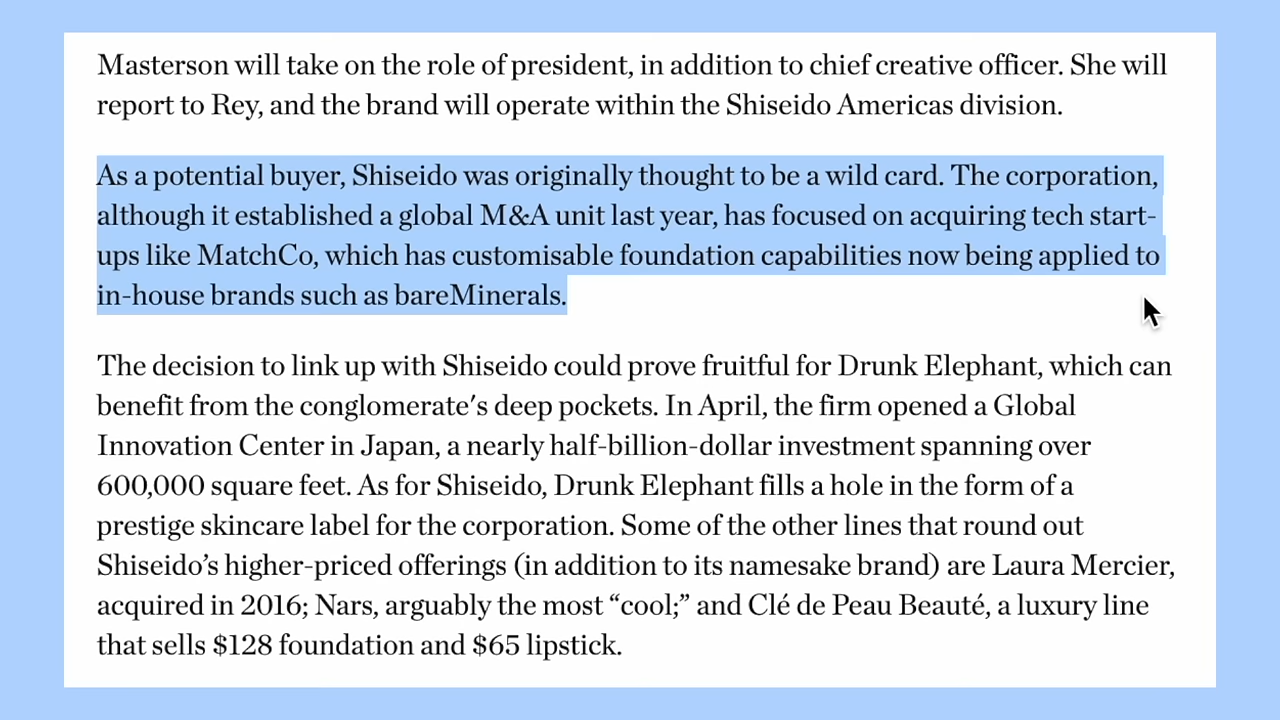 Masterson will take on the role of president, in addition to chief creative officer. She will
report to Rey, and the brand will operate within the Shiseido Americas division.
As a potential buyer, Shiseido was originally thought to be a wild card. The corporation,
although it established a global M&A unit last year, has focused on acquiring tech start-
ups like MatchCo, which has customisable foundation capabilities now being applied to
in-house brands such as bareMinerals.
The decision to link up with Shiseido could prove fruitful for Drunk Elephant, which can
benefit from the conglomerate's deep pockets. In April, the firm opened a Global
Innovation Center in Japan, a nearly half-billion-dollar investment spanning over
600,000 square feet. As for Shiseido, Drunk Elephant fills a hole in the form of a
prestige skincare label for the corporation. Some of the other lines that round out
Shiseido’s higher-priced offerings (in addition to its namesake brand) are Laura Mercier,
acquired in 2016; Nars, arguably the most “cool;” and Clé de Peau Beauté, a luxury line
that sells $128 foundation and $65 lipstick.